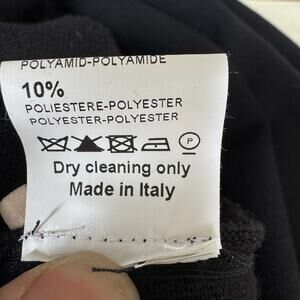 POLYAMID-POLYAMIDE
10%
POLIESTERE-POLYESTER
POLYESTER-POLYESTER
P
Dry cleaning only
Made in Italy